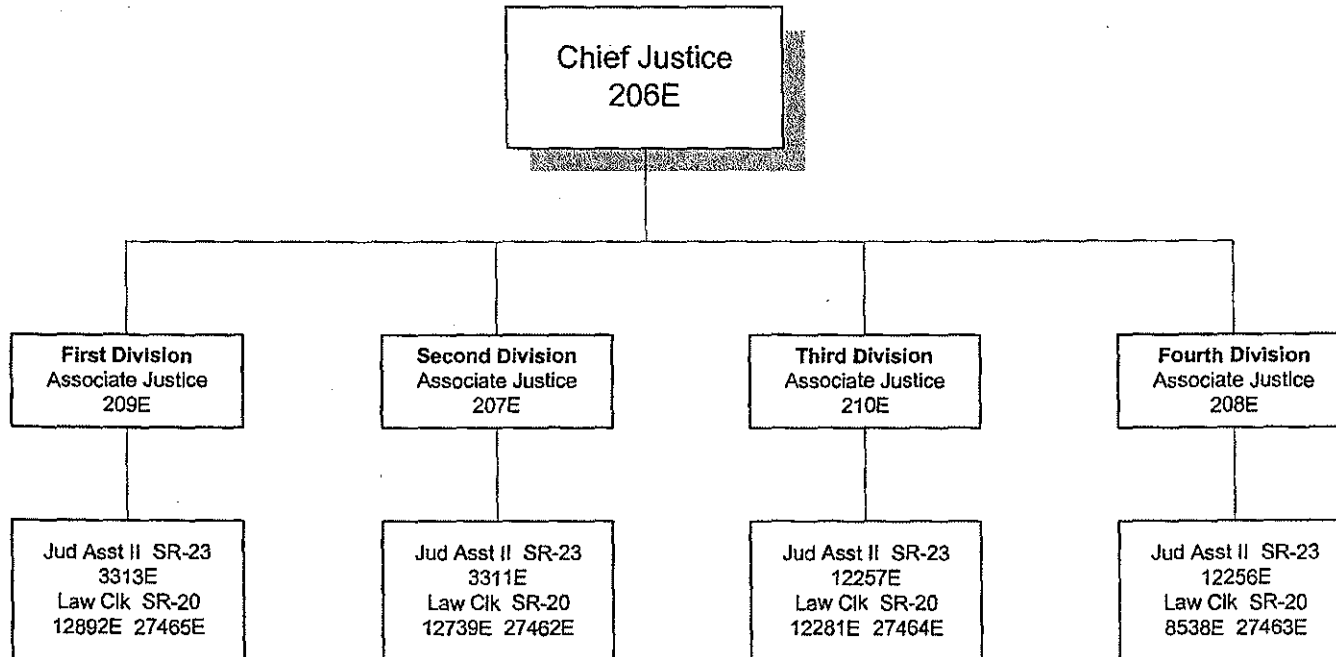 Chief Justice
206E
First Division
Associate Justice
209E
Second Division
Associate Justice
207E
Third Division
Associate Justice
210E
Fourth Division
Associate Justice
208E
Jud Asst II SR-23
3313E
Law Clk SR-20
12892E 27465E
Jud Asst II SR-23
3311E
Law Clk SR-20
12739E 27462E
Jud Asst II SR-23
12257E
Law Clk SR-20
12281E 27464E
Jud Asst II SR-23
12256E
Law Clk SR-20
8538E 27463E